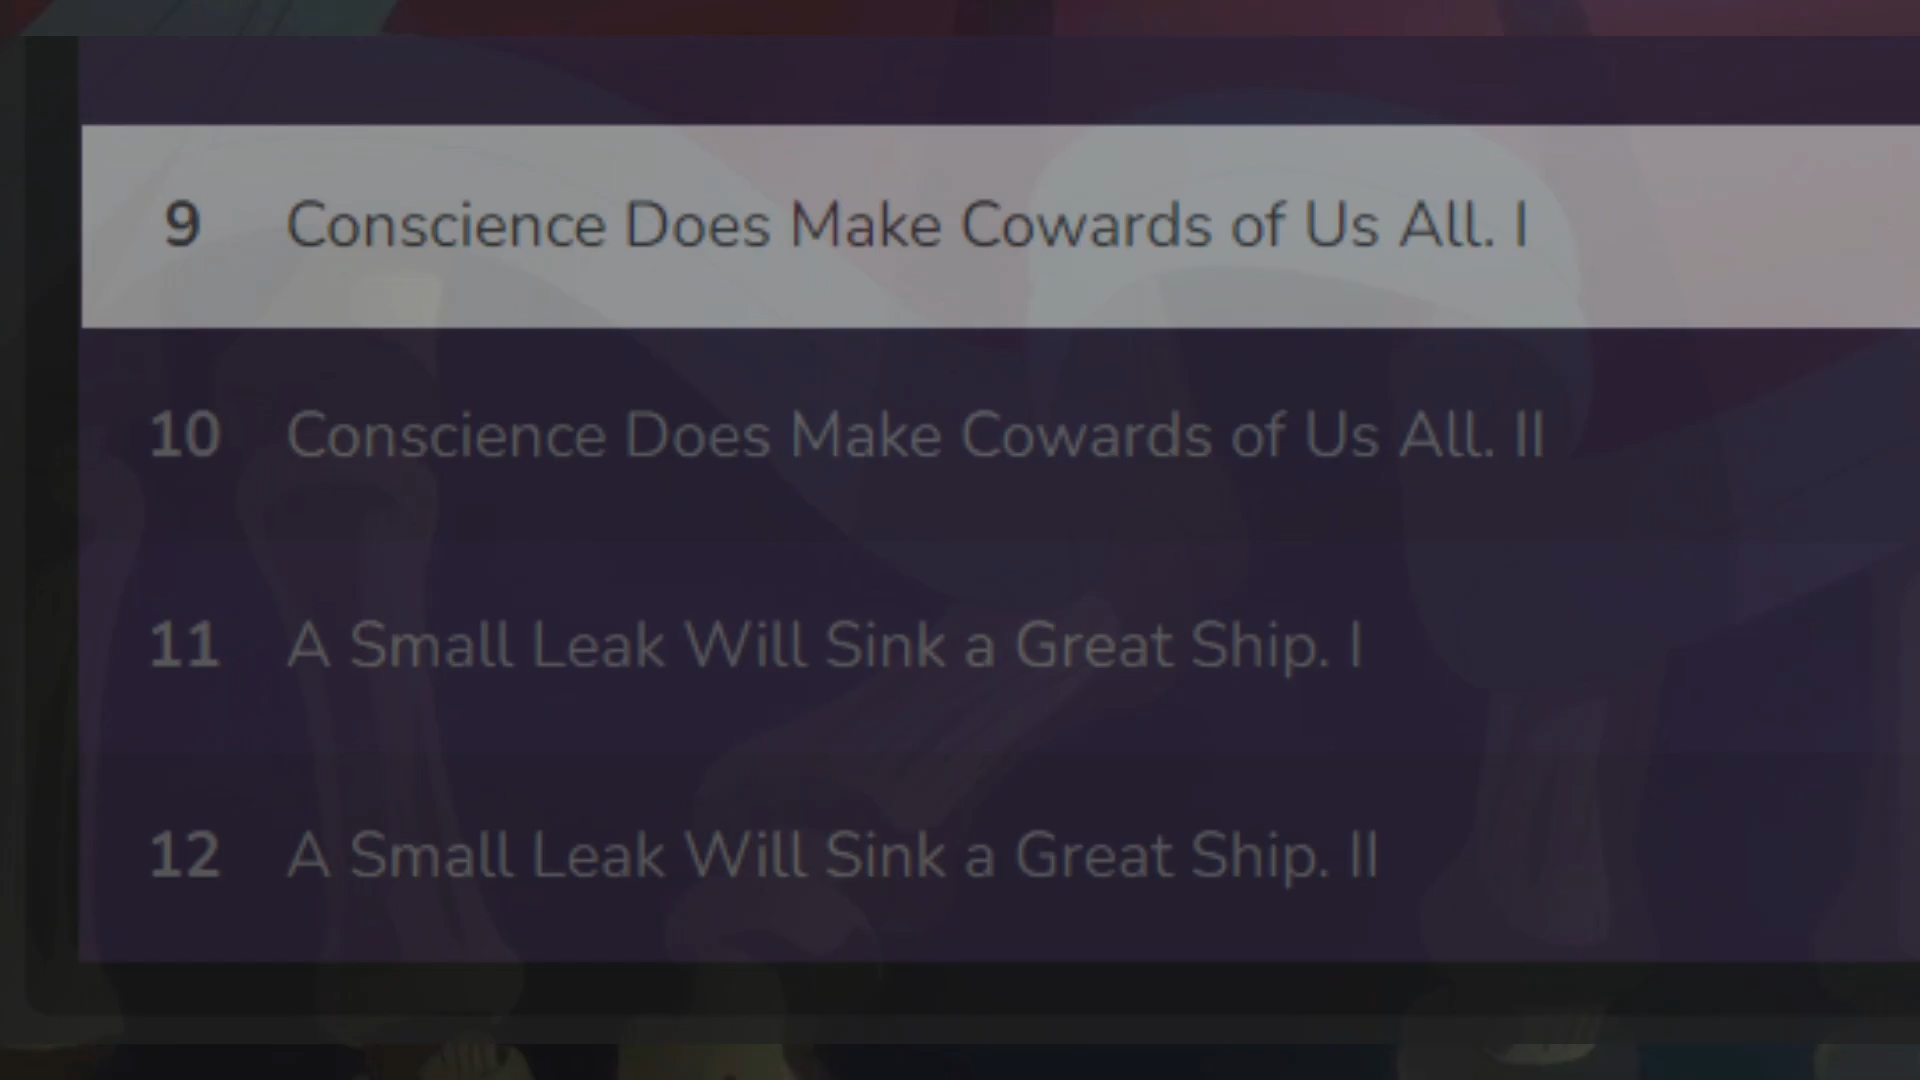 9 Conscience Does Make Cowards of Us All. I
10 Conscience Does Make Cowards of Us All. II
11 A Small Leak Will Sink a Great Ship. I
12 A Small Leak Will Sink a Great Ship. II